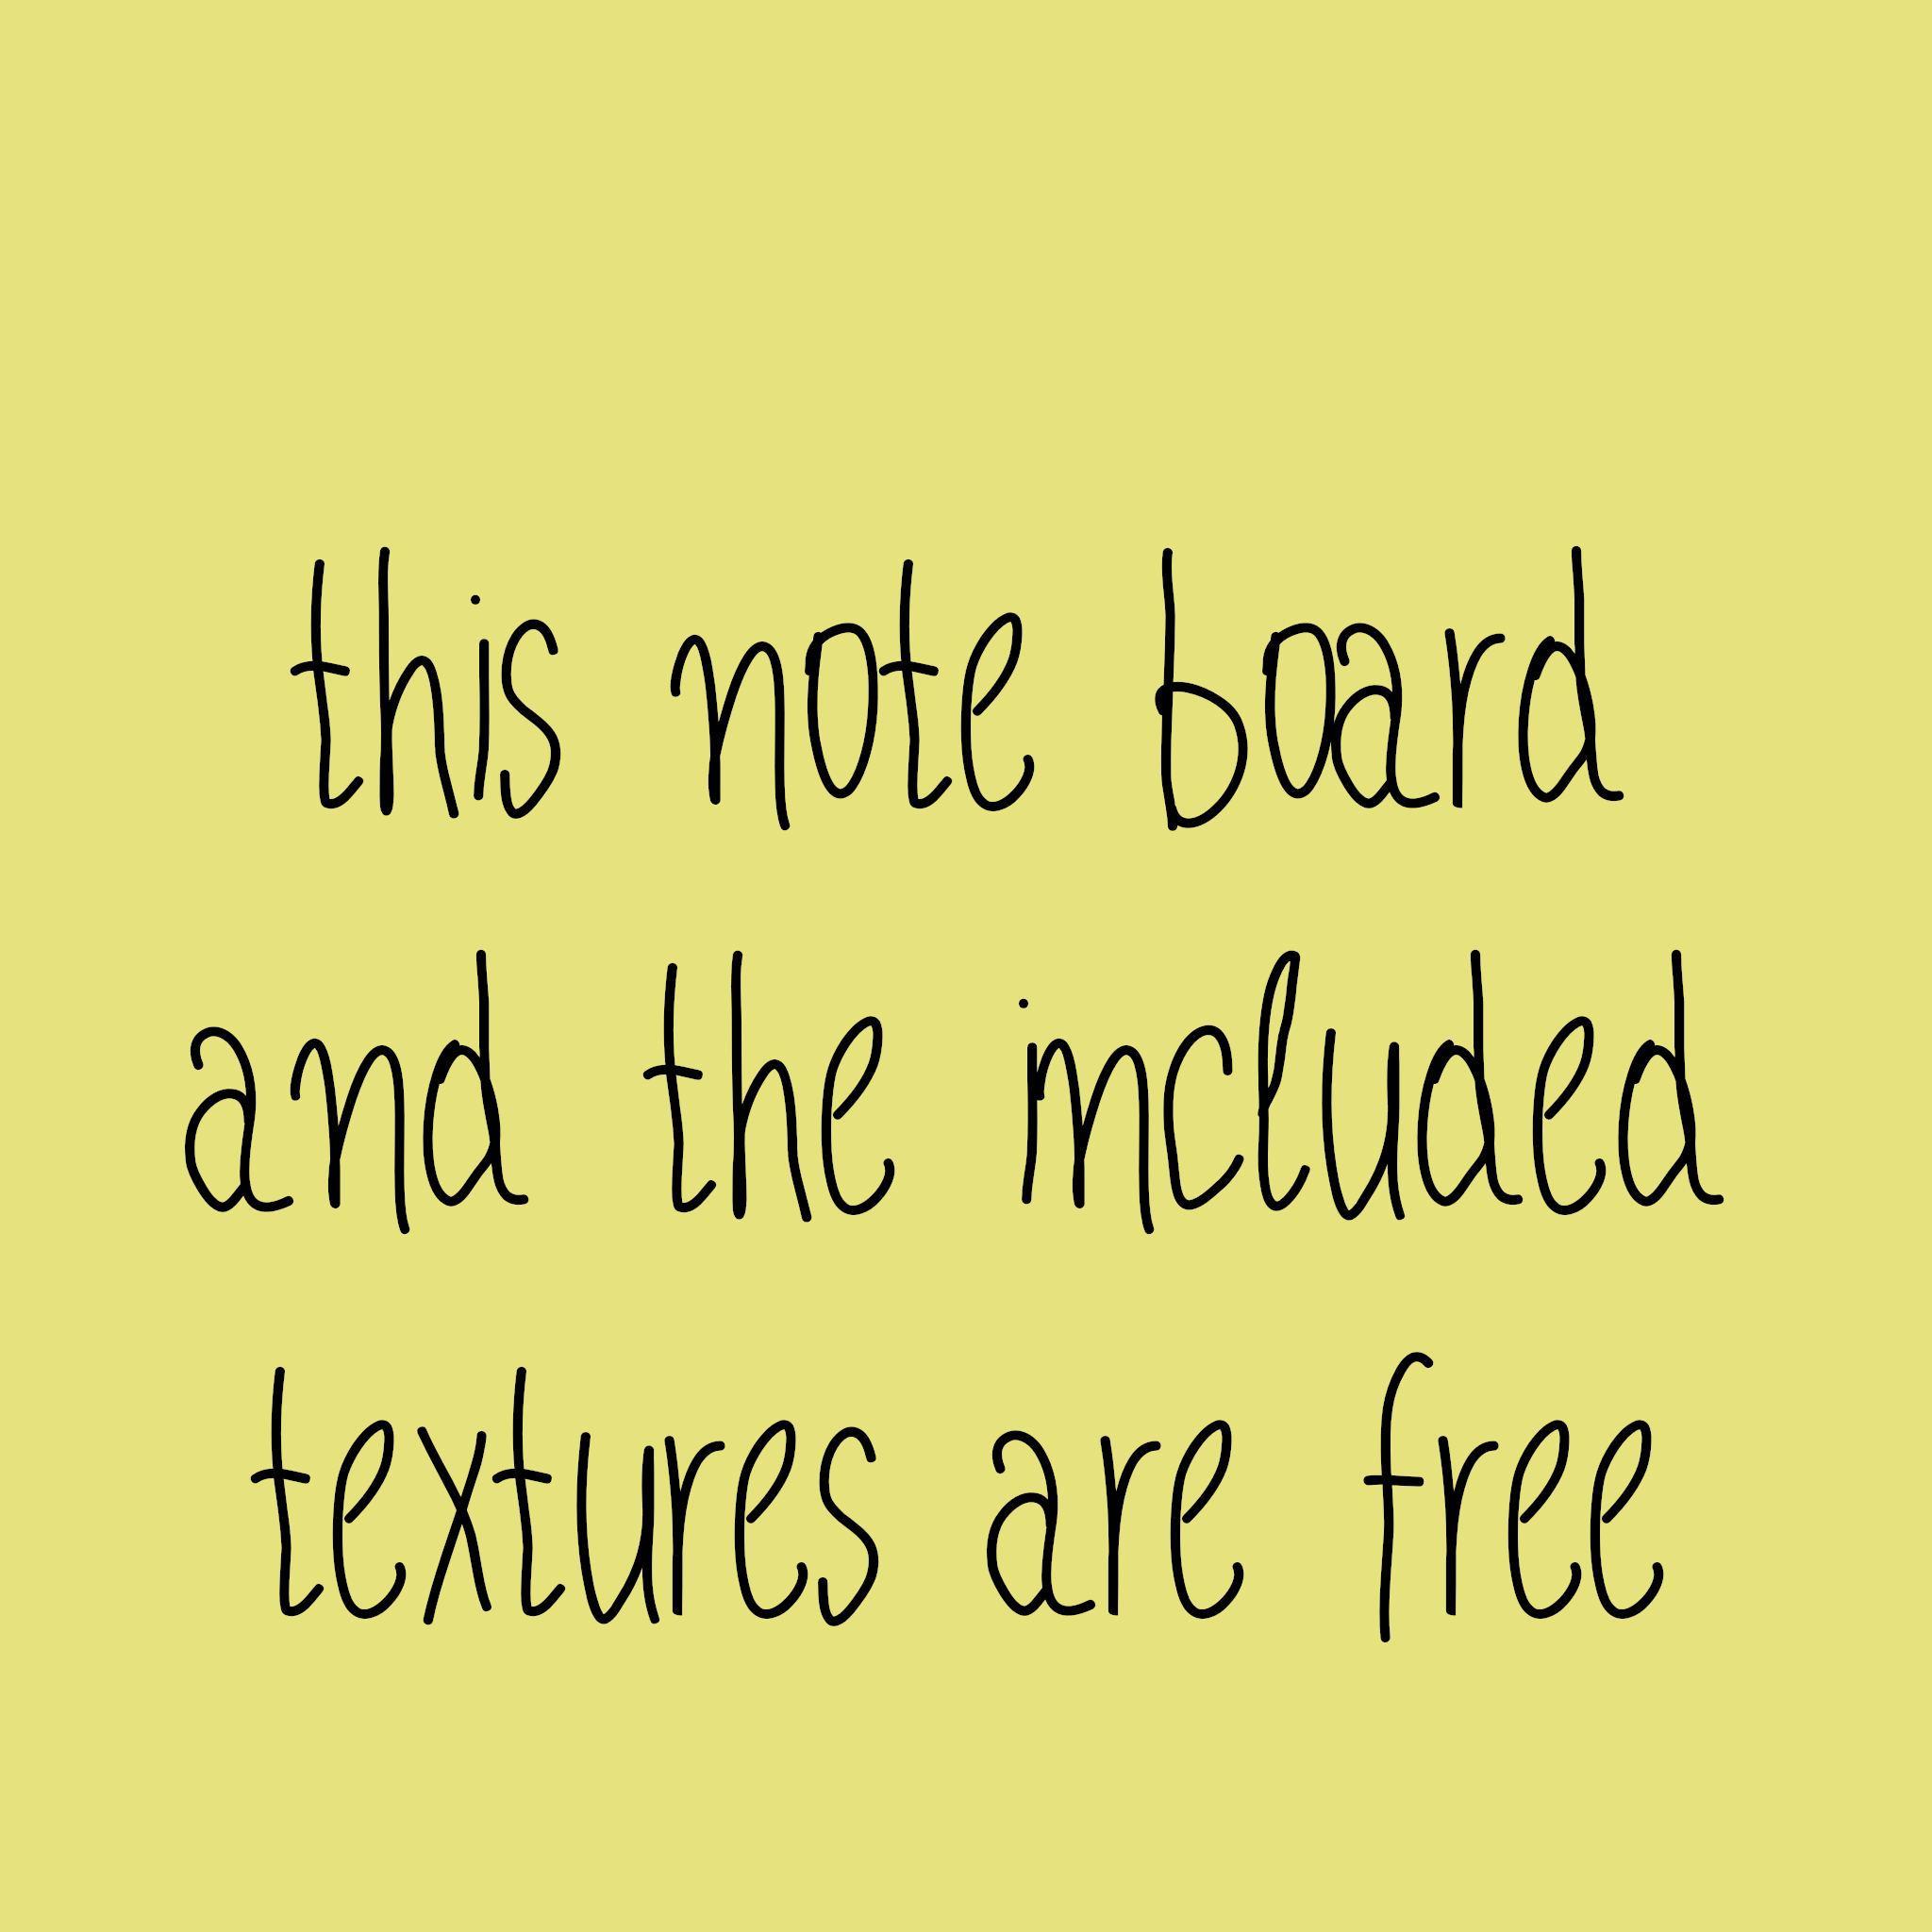 this note board
and the included
textures are free